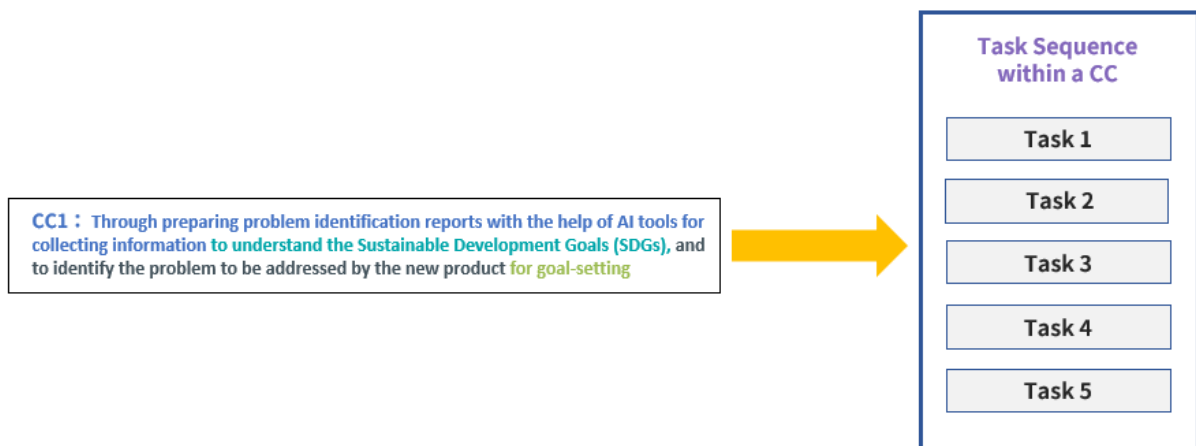 CC1： Through preparing problem identification reports with the help of AI tools for
collecting information to understand the Sustainable Development Goals (SDGs), and
to identify the problem to be addressed by the new product for goal-setting
Task Sequence
within a CC
Task 1
Task 2
Task 3
Task 4
Task 5